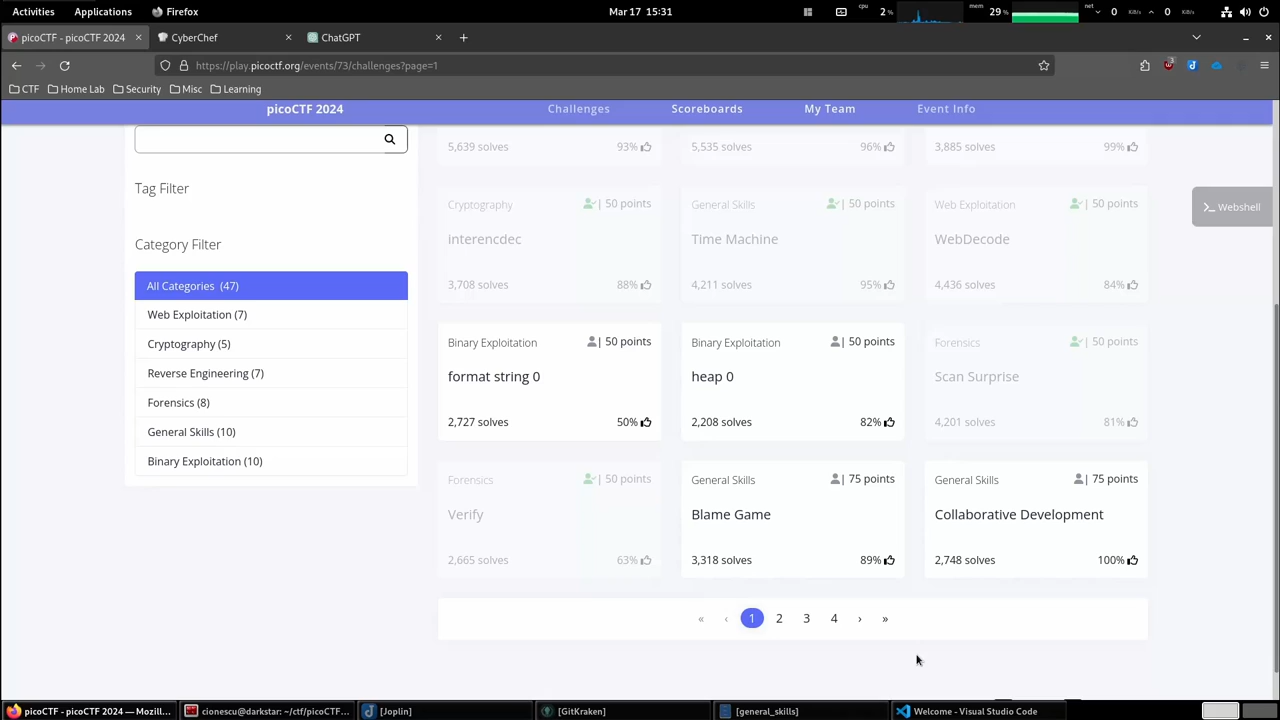 Activities Applications Firefox Mar 17 15:31 cpu 2 % mem 29 % net 0 KiB/s 0 KiB/s
picoCTF - picoCTF 2024 CyberChef ChatGPT
https://play.picoctf.org/events/73/challenges?page=1 3
CTF Home Lab Security Misc Learning
picoCTF 2024 Challenges Scoreboards My Team Event Info
Tag Filter
Category Filter
All Categories (47)
Web Exploitation (7)
Cryptography (5)
Reverse Engineering (7)
Forensics (8)
General Skills (10)
Binary Exploitation (10)
5,639 solves 93% 5,535 solves 96% 3,885 solves 99%
Cryptography | 50 points General Skills | 50 points Web Exploitation | 50 points
interencdec Time Machine WebDecode
3,708 solves 88% 4,211 solves 95% 4,436 solves 84%
Binary Exploitation | 50 points Binary Exploitation | 50 points Forensics | 50 points
format string 0 heap 0 Scan Surprise
2,727 solves 50% 2,208 solves 82% 4,201 solves 81%
Forensics | 50 points General Skills | 75 points General Skills | 75 points
Verify Blame Game Collaborative Development
2,665 solves 63% 3,318 solves 89% 2,748 solves 100%
« ‹ 1 2 3 4 › »
>_ Webshell
picoCTF - picoCTF 2024 — Mozill... cionescu@darkstar: ~/ctf/picoCTF... [Joplin] [GitKraken] [general_skills] Welcome - Visual Studio Code